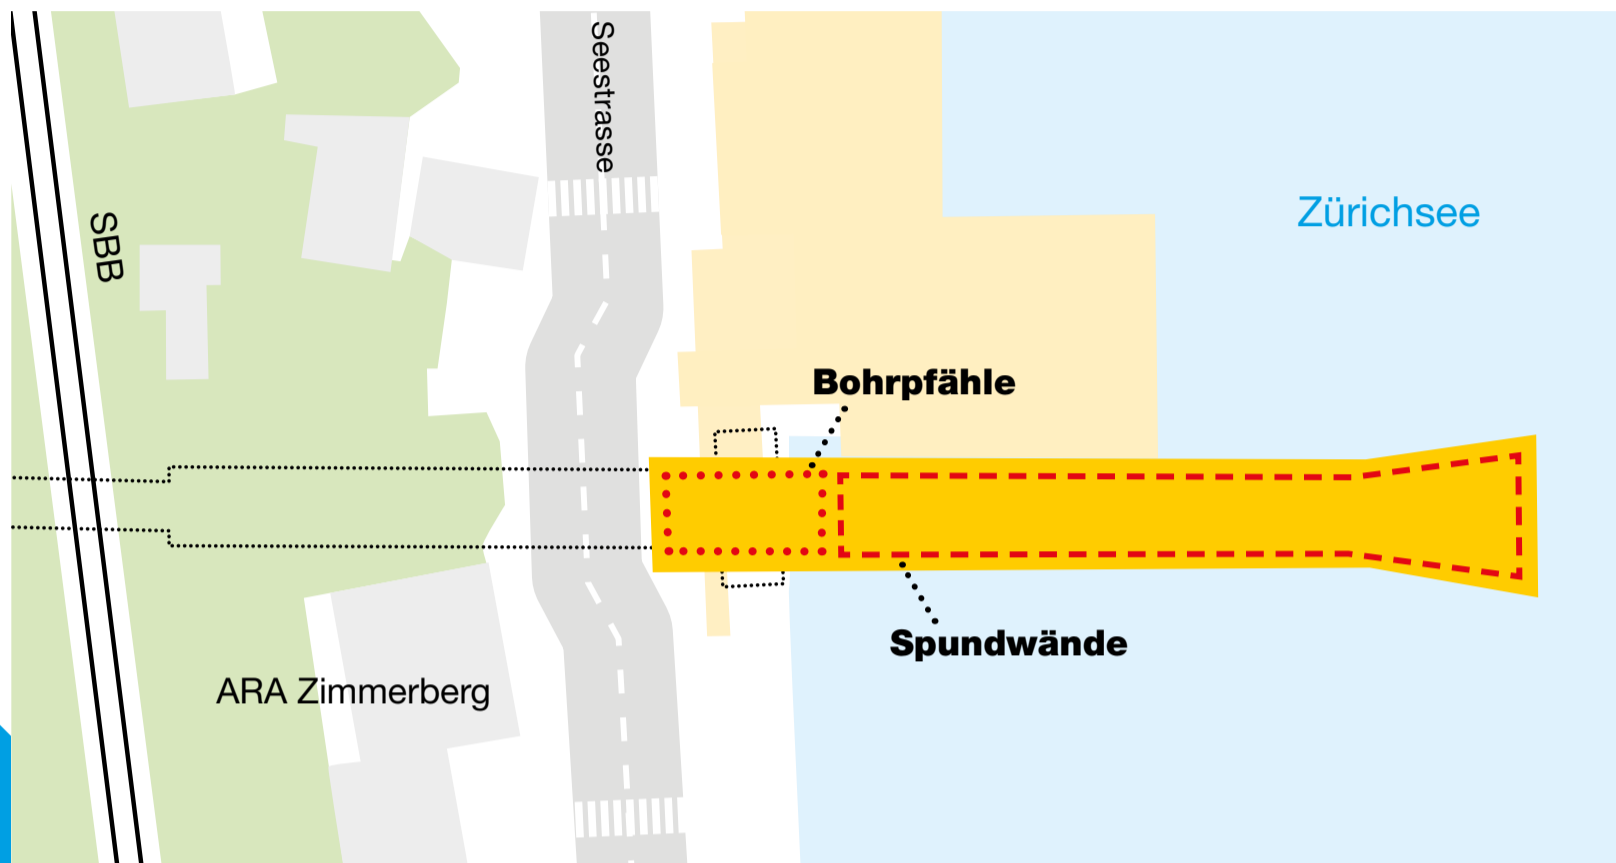 Seestrasse
SBB
Zürichsee
Bohrpfähle
Spundwände
ARA Zimmerberg